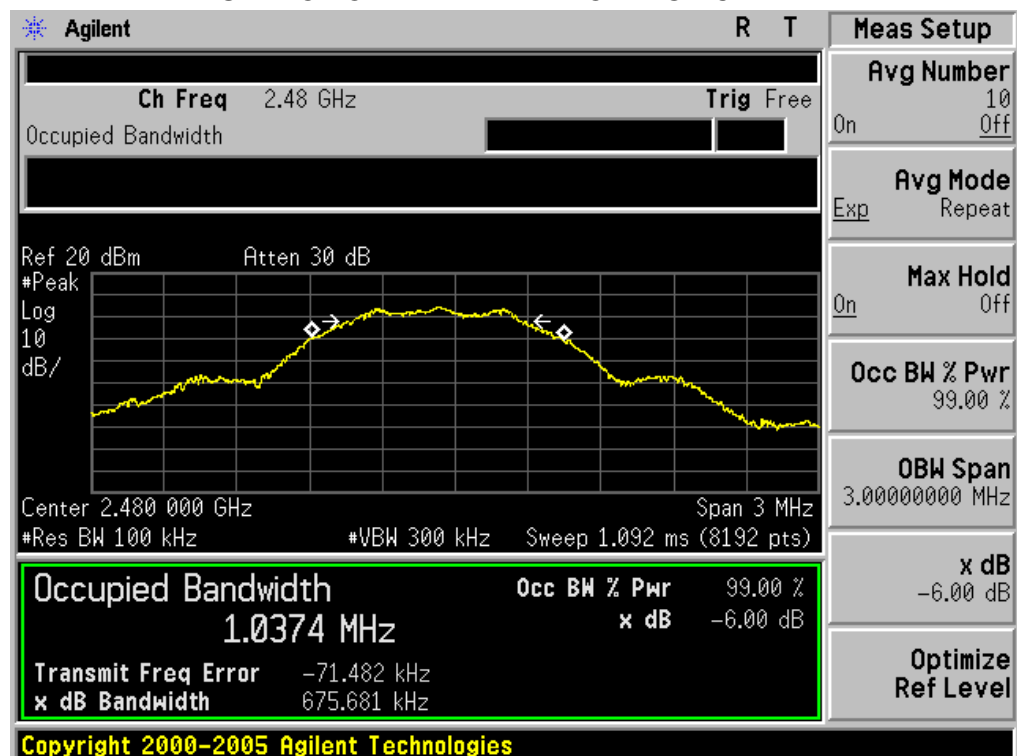 Agilent R T
Meas Setup
Ch Freq 2.48 GHz Trig Free
Occupied Bandwidth
Ref 20 dBm Atten 30 dB
#Peak
Log
10
dB/
Center 2.480 000 GHz Span 3 MHz
#Res BW 100 kHz #VBW 300 kHz Sweep 1.092 ms (8192 pts)
Occupied Bandwidth Occ BW % Pwr 99.00 %
1.0374 MHz x dB -6.00 dB
Transmit Freq Error -71.482 kHz
x dB Bandwidth 675.681 kHz
Avg Number
10
On Off
Avg Mode
Exp Repeat
Max Hold
On Off
Occ BW % Pwr
99.00 %
OBW Span
3.00000000 MHz
x dB
-6.00 dB
Optimize
Ref Level
Copyright 2000-2005 Agilent Technologies